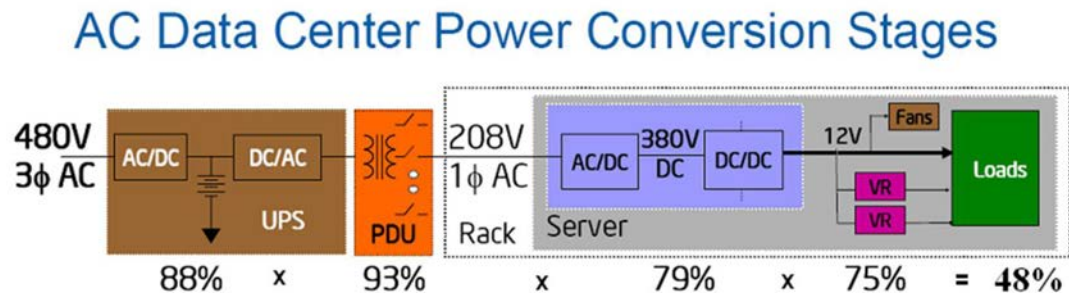 AC Data Center Power Conversion Stages
480V
3ϕ AC
AC/DC
DC/AC
UPS
PDU
208V
1ϕ AC
Rack
AC/DC
380V
DC
DC/DC
Server
12V
Fans
VR
VR
Loads
88% x 93% x 79% x 75% = 48%